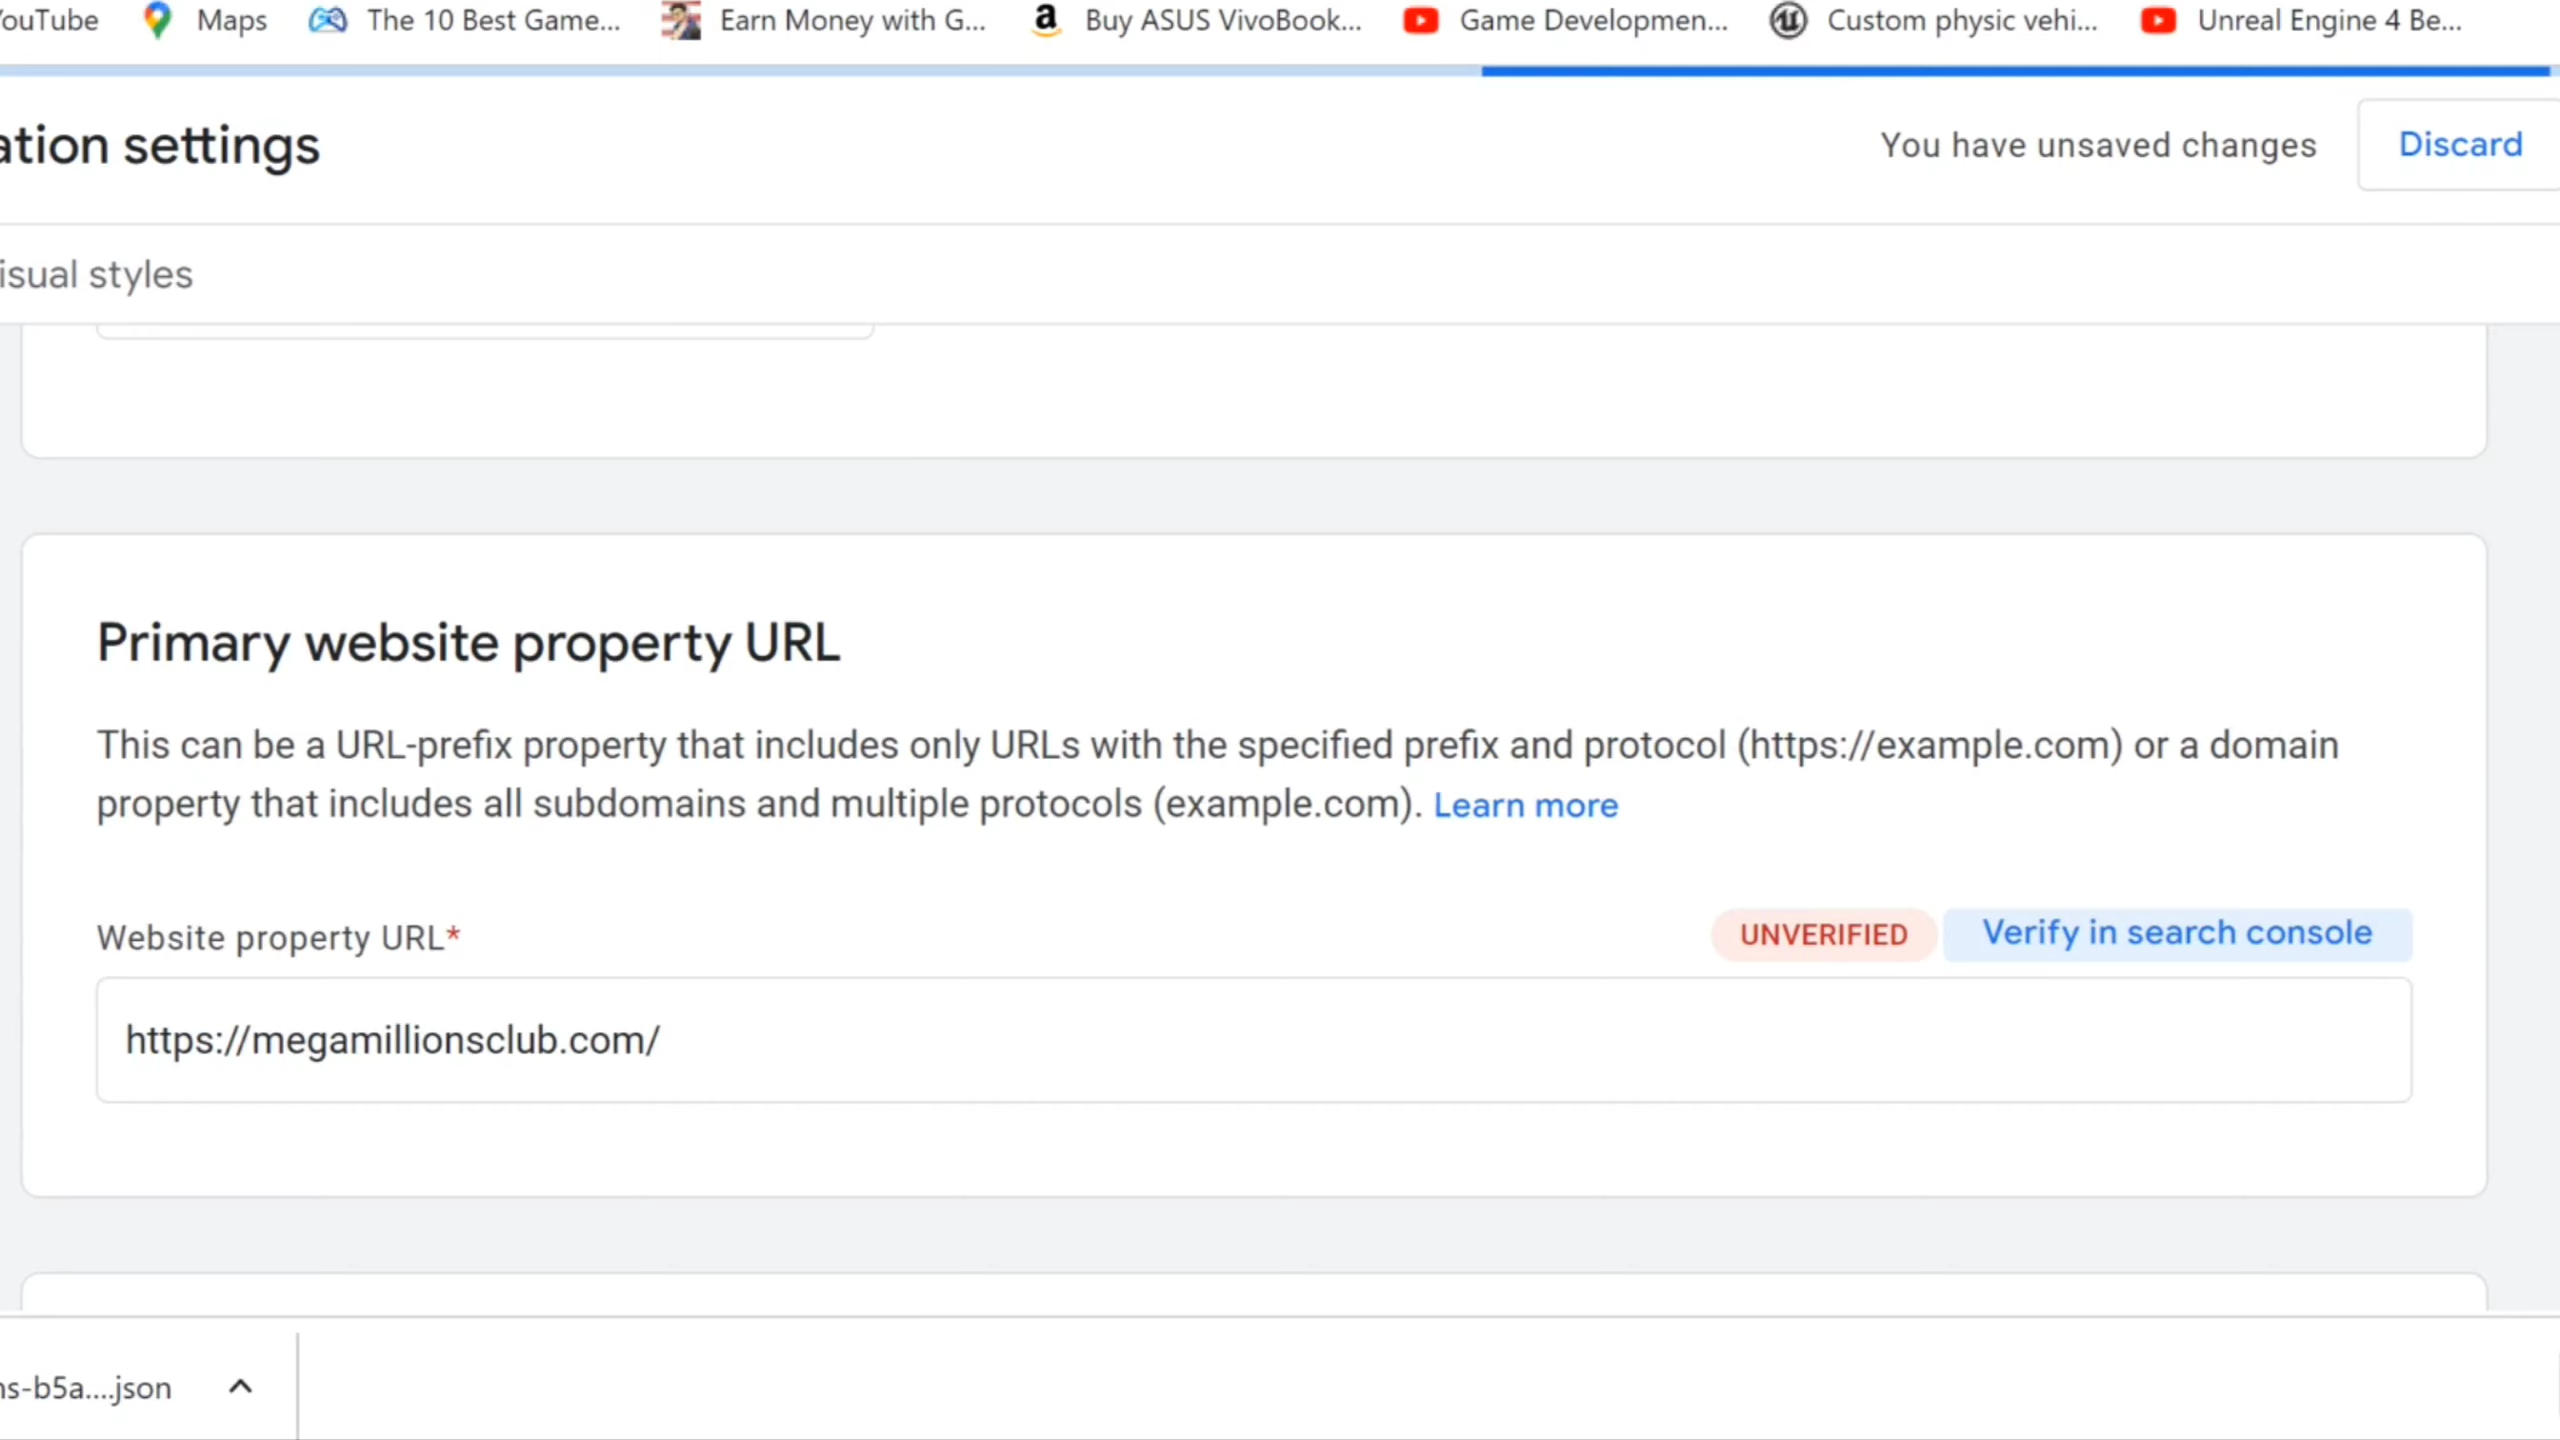 YouTube Maps The 10 Best Game... Earn Money with G... Buy ASUS VivoBook... Game Developmen... Custom physic vehi... Unreal Engine 4 Be...
ation settings
You have unsaved changes
Discard
isual styles
Primary website property URL
This can be a URL-prefix property that includes only URLs with the specified prefix and protocol (https://example.com) or a domain
property that includes all subdomains and multiple protocols (example.com). Learn more
Website property URL*
UNVERIFIED
Verify in search console
https://megamillionsclub.com/
ns-b5a....json